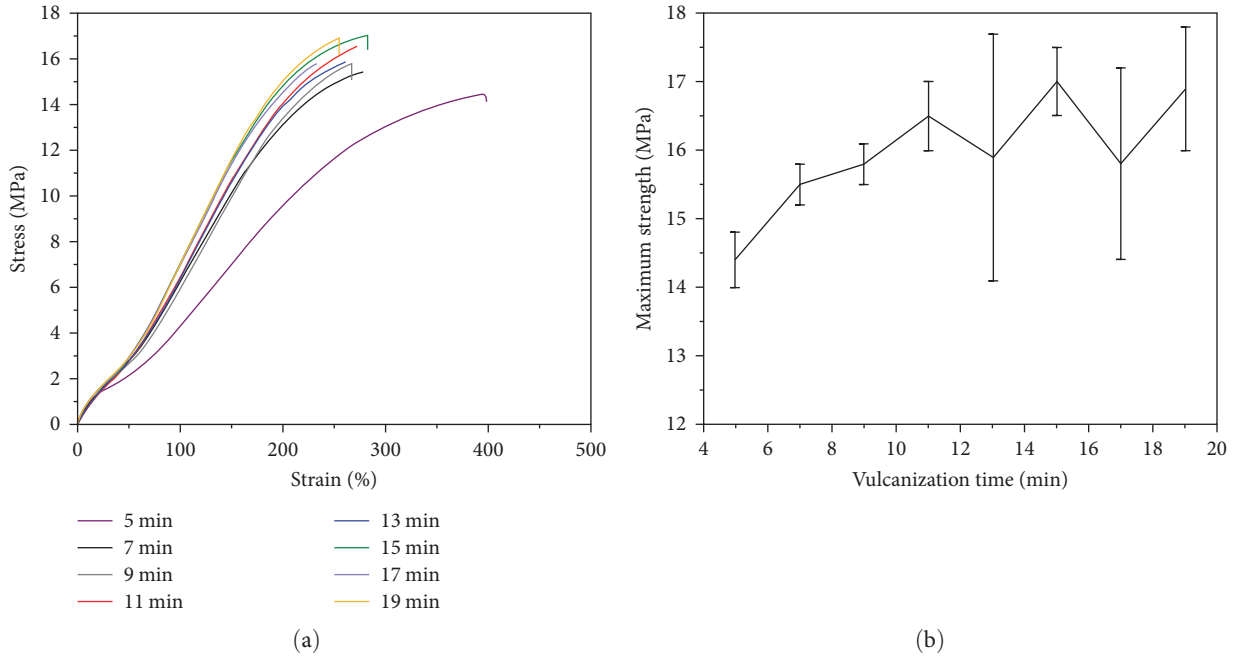 18
16
14
12
10
8
6
4
2
0
Stress (MPa)
0 100 200 300 400 500
Strain (%)
5 min
7 min
9 min
11 min
13 min
15 min
17 min
19 min
(a)
18
17
16
15
14
13
12
Maximum strength (MPa)
4 6 8 10 12 14 16 18 20
Vulcanization time (min)
(b)